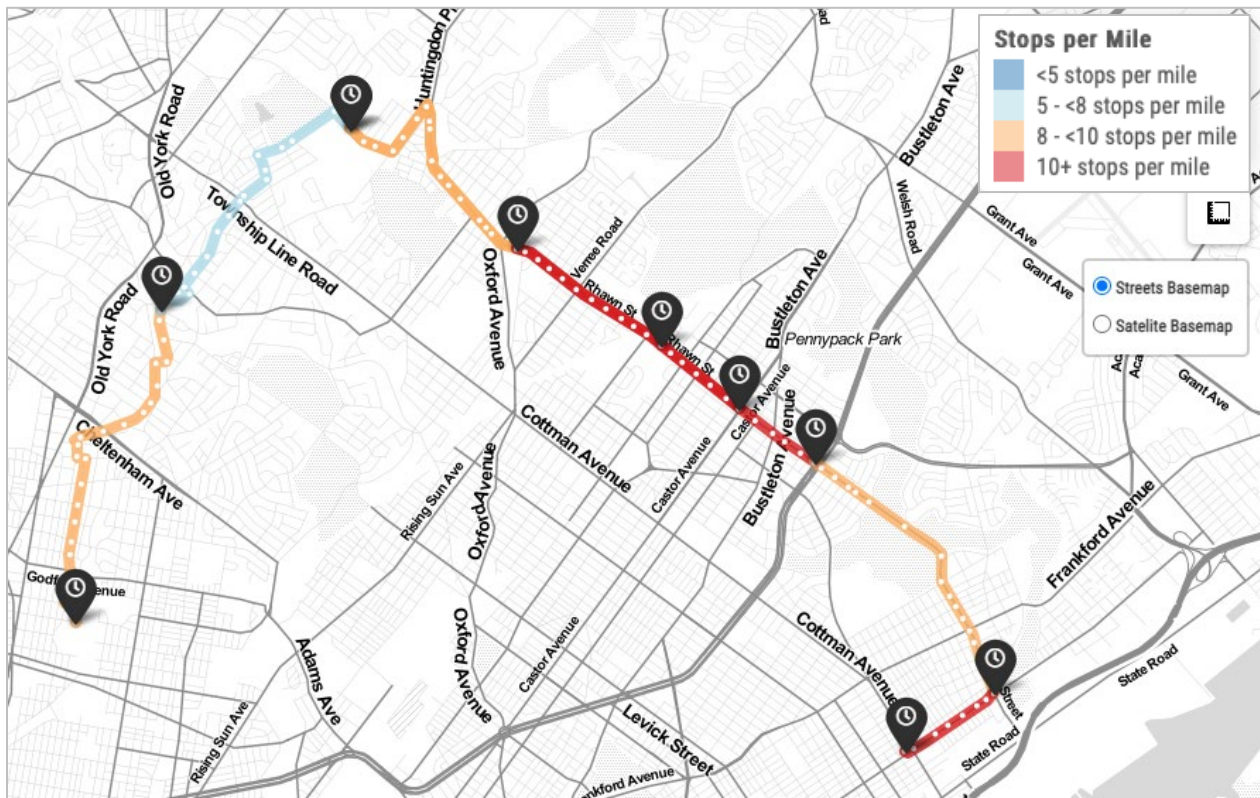 Stops per Mile
<5 stops per mile
5 - <8 stops per mile
8 - <10 stops per mile
10+ stops per mile
Streets Basemap
Satelite Basemap
Old York Road
Township Line Road
Bustleton Ave
Welsh Road
Grant Ave
Grant Ave
Grant Ave
Verree Road
Rhawn St
Rhawn St
Oxford Avenue
Bustleton Ave
Pennypack Park
Old York Road
Castor Avenue
Cheltenham Ave
Cottman Avenue
Rising Sun Ave
Oxford Avenue
Castor Avenue
Bustleton Avenue
Frankford Avenue
Adams Ave
Oxford Avenue
Castor Avenue
Cottman Avenue
Levick Street
Street
State Road
State Road
Rising Sun Ave
Avenue